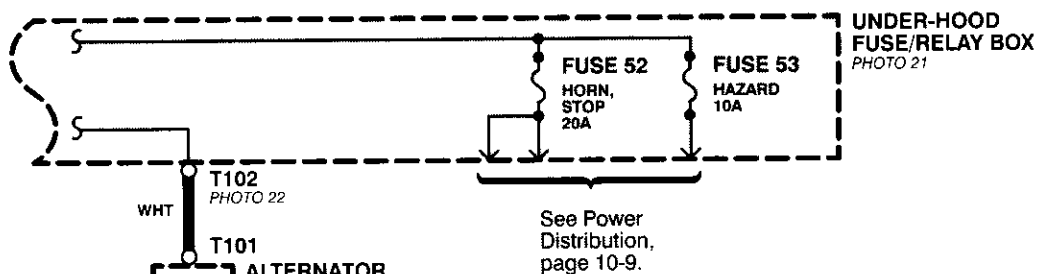 UNDER-HOOD
FUSE/RELAY BOX
PHOTO 21
FUSE 52
HORN,
STOP
20A
FUSE 53
HAZARD
10A
T102
PHOTO 22
WHT
T101
ALTERNATOR
See Power
Distribution,
page 10-9.